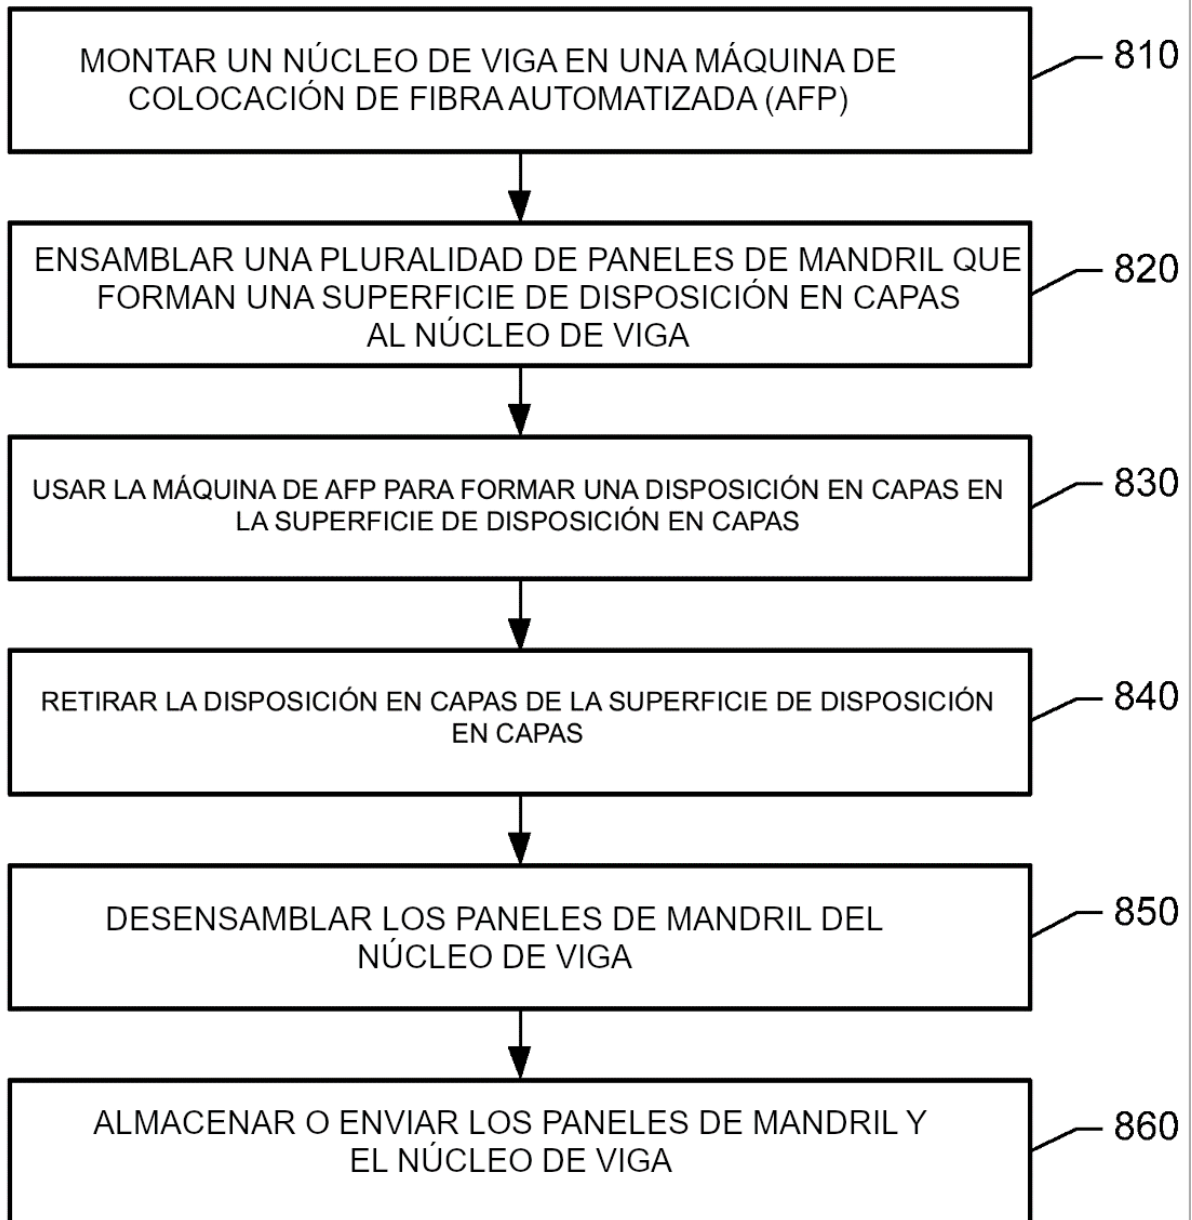 MONTAR UN NÚCLEO DE VIGA EN UNA MÁQUINA DE
COLOCACIÓN DE FIBRA AUTOMATIZADA (AFP)
810
ENSAMBLAR UNA PLURALIDAD DE PANELES DE MANDRIL QUE
FORMAN UNA SUPERFICIE DE DISPOSICIÓN EN CAPAS
AL NÚCLEO DE VIGA
820
USAR LA MÁQUINA DE AFP PARA FORMAR UNA DISPOSICIÓN EN CAPAS EN
LA SUPERFICIE DE DISPOSICIÓN EN CAPAS
830
RETIRAR LA DISPOSICIÓN EN CAPAS DE LA SUPERFICIE DE DISPOSICIÓN
EN CAPAS
840
DESENSAMBLAR LOS PANELES DE MANDRIL DEL
NÚCLEO DE VIGA
850
ALMACENAR O ENVIAR LOS PANELES DE MANDRIL Y
EL NÚCLEO DE VIGA
860